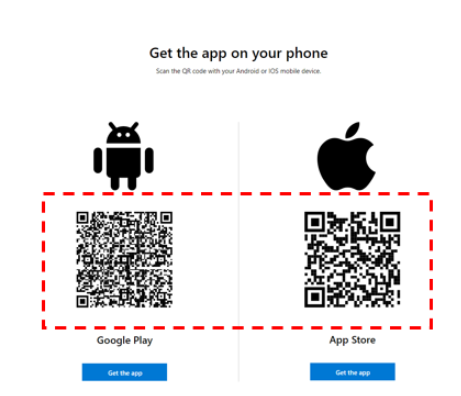 Get the app on your phone
Scan the QR code with your Android or IOS mobile device.
Google Play
App Store
Get the app
Get the app